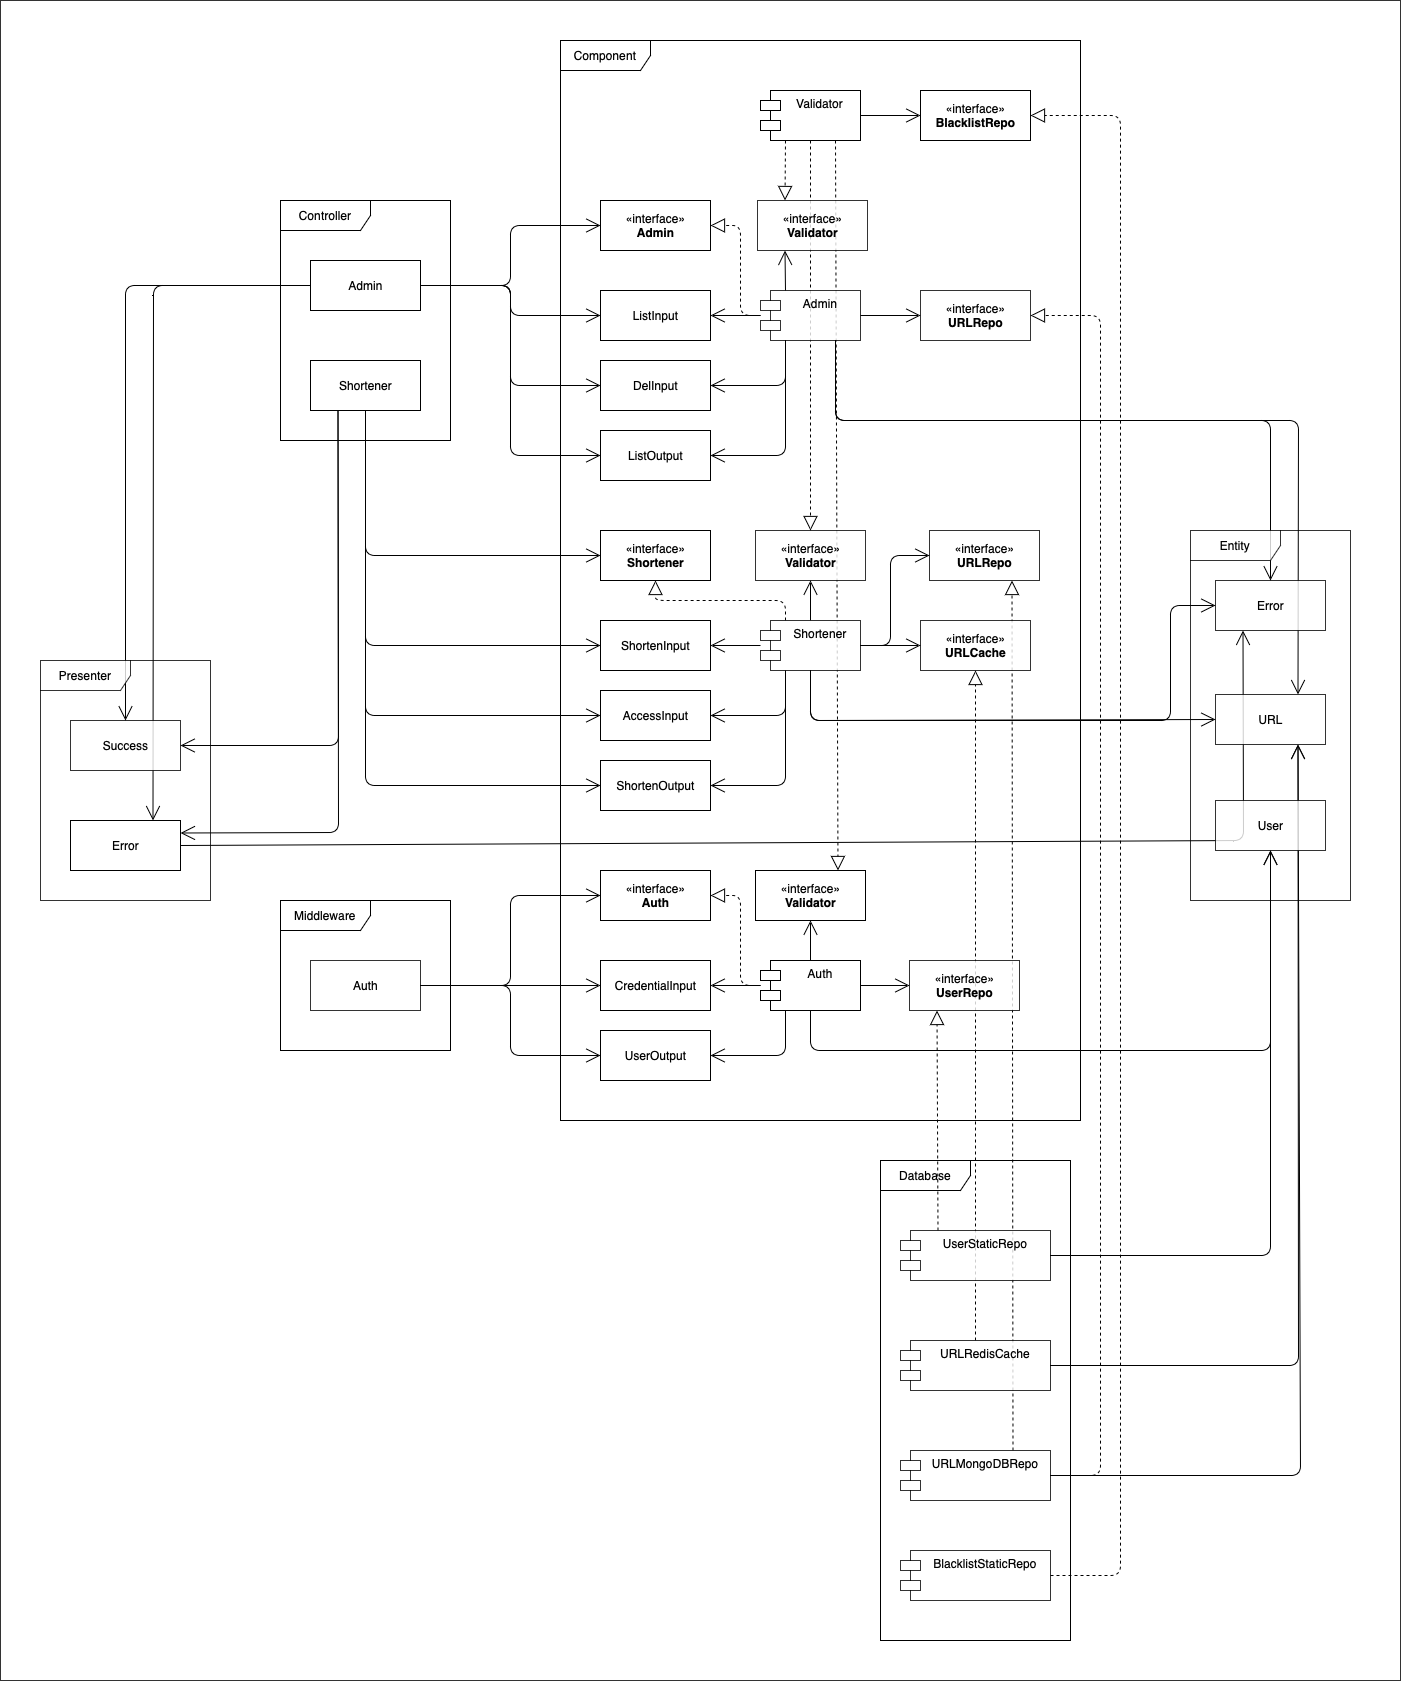 Component
Validator
«interface»
BlacklistRepo
Controller
«interface»
Admin
«interface»
Validator
Admin
ListInput
Admin
«interface»
URLRepo
Shortener
DelInput
ListOutput
«interface»
Shortener
«interface»
Validator
«interface»
URLRepo
Entity
Error
ShortenInput
Shortener
«interface»
URLCache
Presenter
AccessInput
URL
Success
ShortenOutput
User
Error
«interface»
Auth
«interface»
Validator
Middleware
Auth
CredentialInput
Auth
«interface»
UserRepo
UserOutput
Database
UserStaticRepo
URLRedisCache
URLMongoDBRepo
BlacklistStaticRepo